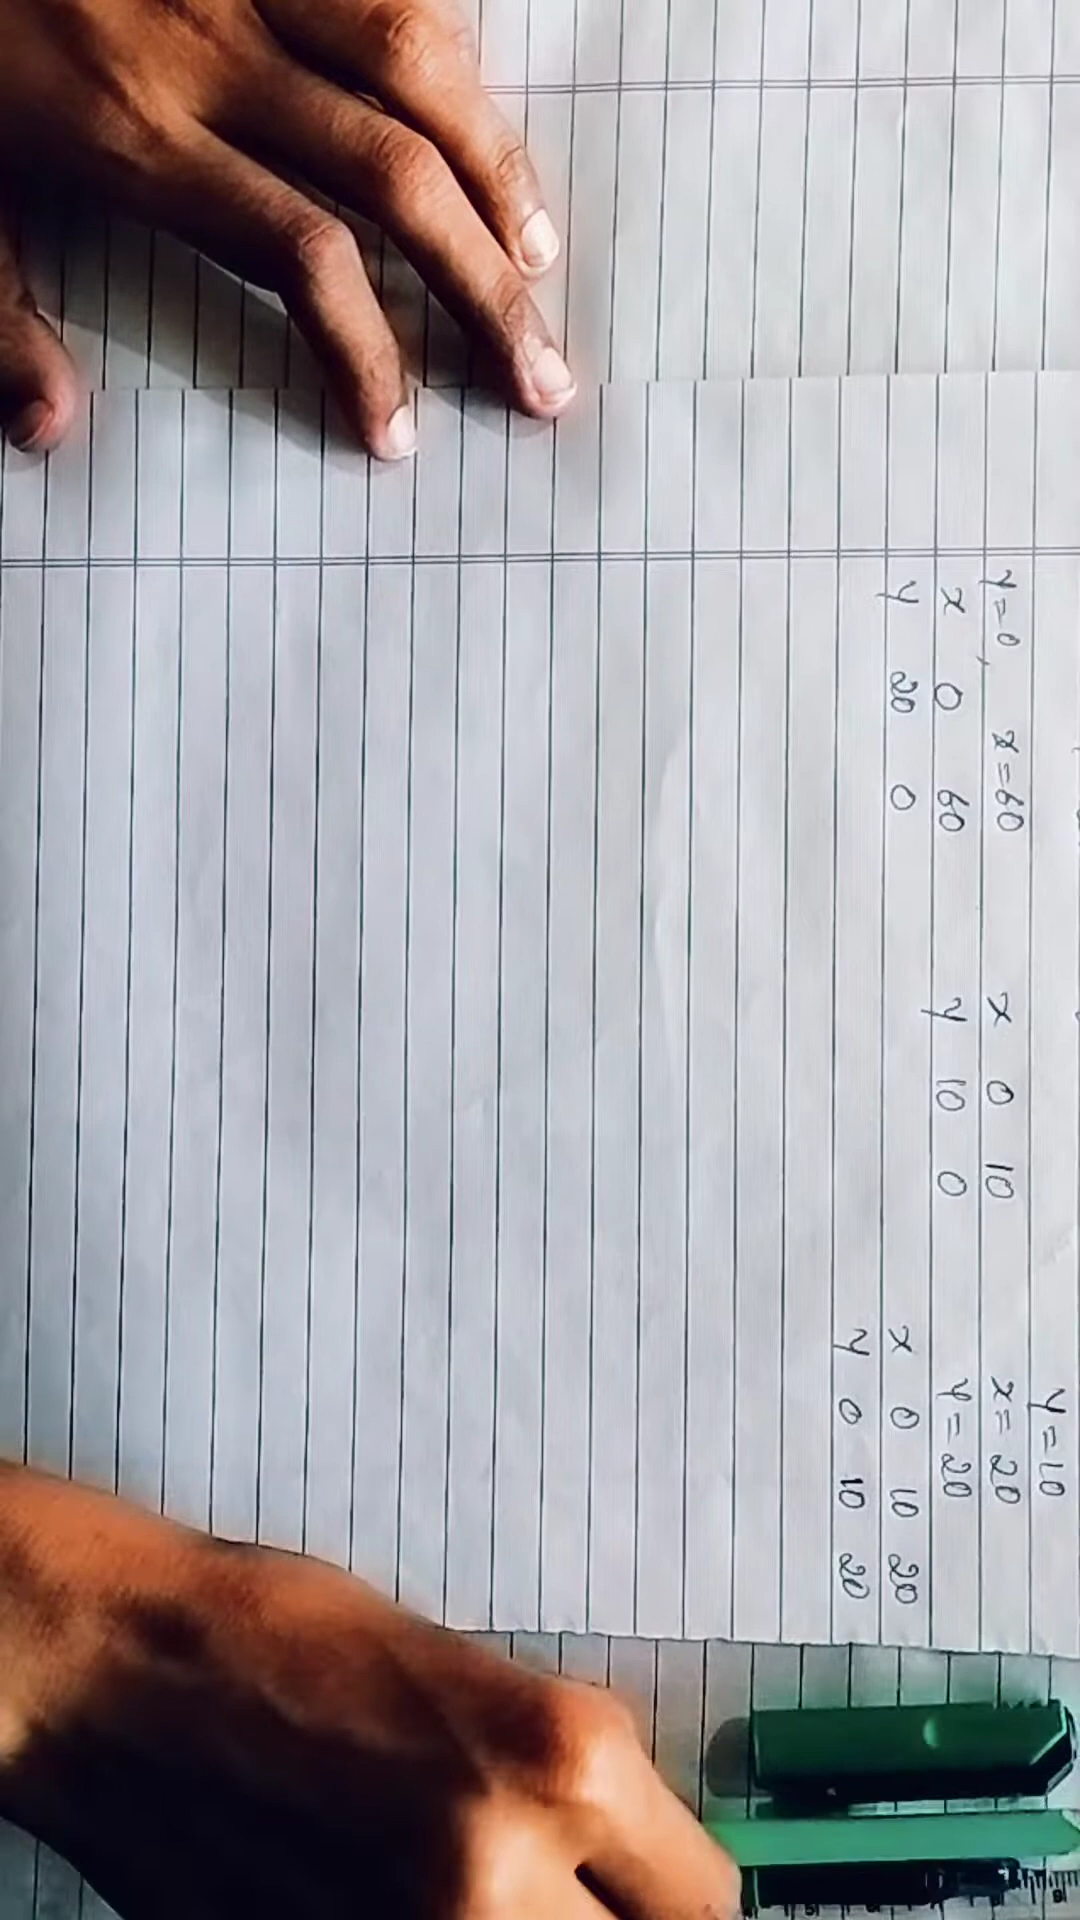 y = 10
y = 0, x = 60 x 0 10 x = 20
x 0 60 y 10 0 y = 20
y 20 0 x 0 10 20
y 0 10 20